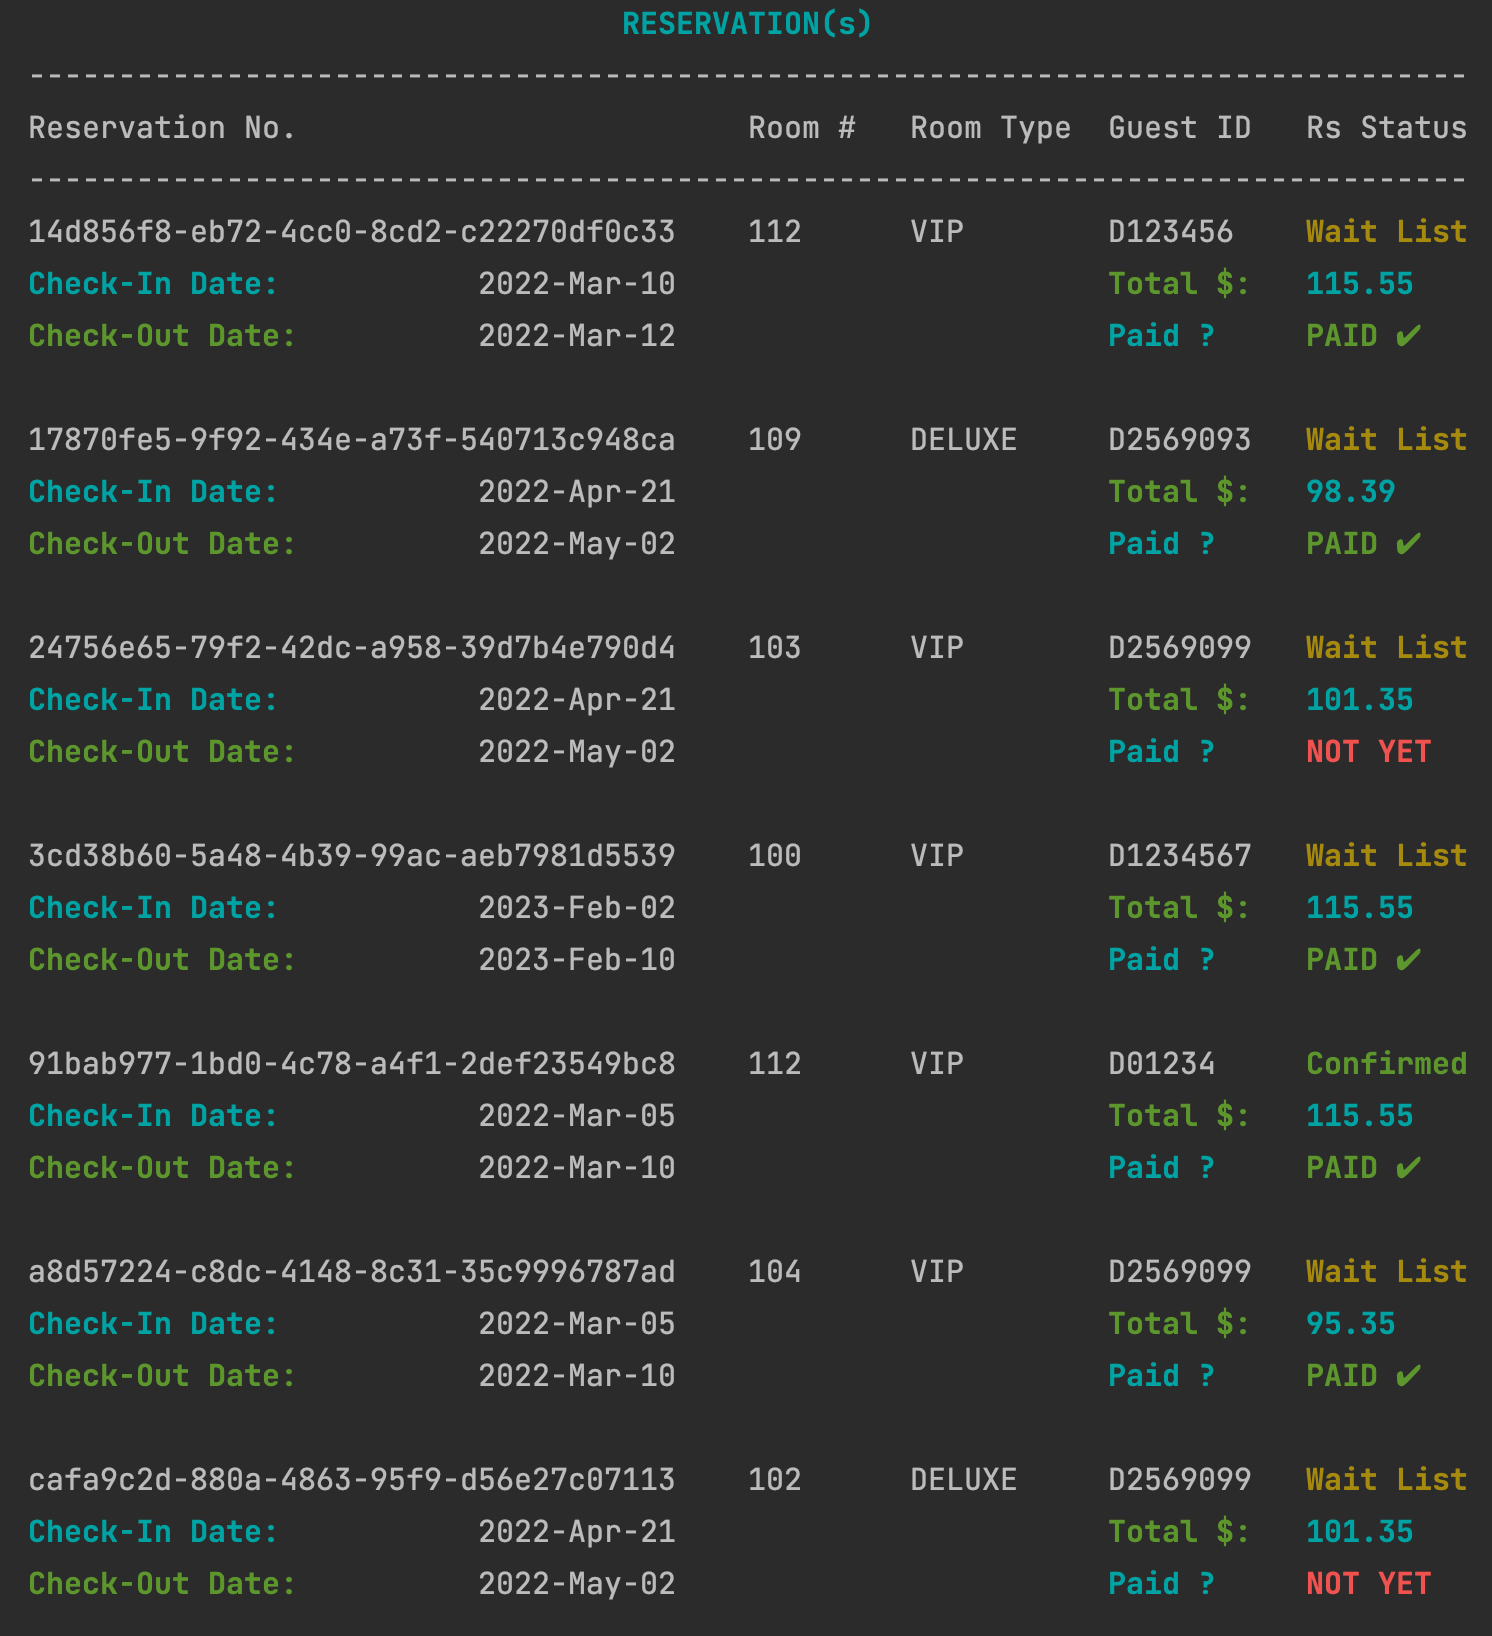 RESERVATION(s)
--------------------------------------------------------------------------------
Reservation No. Room # Room Type Guest ID Rs Status
--------------------------------------------------------------------------------
14d856f8-eb72-4cc0-8cd2-c22270df0c33 112 VIP D123456 Wait List
Check-In Date: 2022-Mar-10 Total $: 115.55
Check-Out Date: 2022-Mar-12 Paid ? PAID ✔
17870fe5-9f92-434e-a73f-540713c948ca 109 DELUXE D2569093 Wait List
Check-In Date: 2022-Apr-21 Total $: 98.39
Check-Out Date: 2022-May-02 Paid ? PAID ✔
24756e65-79f2-42dc-a958-39d7b4e790d4 103 VIP D2569099 Wait List
Check-In Date: 2022-Apr-21 Total $: 101.35
Check-Out Date: 2022-May-02 Paid ? NOT YET
3cd38b60-5a48-4b39-99ac-aeb7981d5539 100 VIP D1234567 Wait List
Check-In Date: 2023-Feb-02 Total $: 115.55
Check-Out Date: 2023-Feb-10 Paid ? PAID ✔
91bab977-1bd0-4c78-a4f1-2def23549bc8 112 VIP D01234 Confirmed
Check-In Date: 2022-Mar-05 Total $: 115.55
Check-Out Date: 2022-Mar-10 Paid ? PAID ✔
a8d57224-c8dc-4148-8c31-35c9996787ad 104 VIP D2569099 Wait List
Check-In Date: 2022-Mar-05 Total $: 95.35
Check-Out Date: 2022-Mar-10 Paid ? PAID ✔
cafa9c2d-880a-4863-95f9-d56e27c07113 102 DELUXE D2569099 Wait List
Check-In Date: 2022-Apr-21 Total $: 101.35
Check-Out Date: 2022-May-02 Paid ? NOT YET